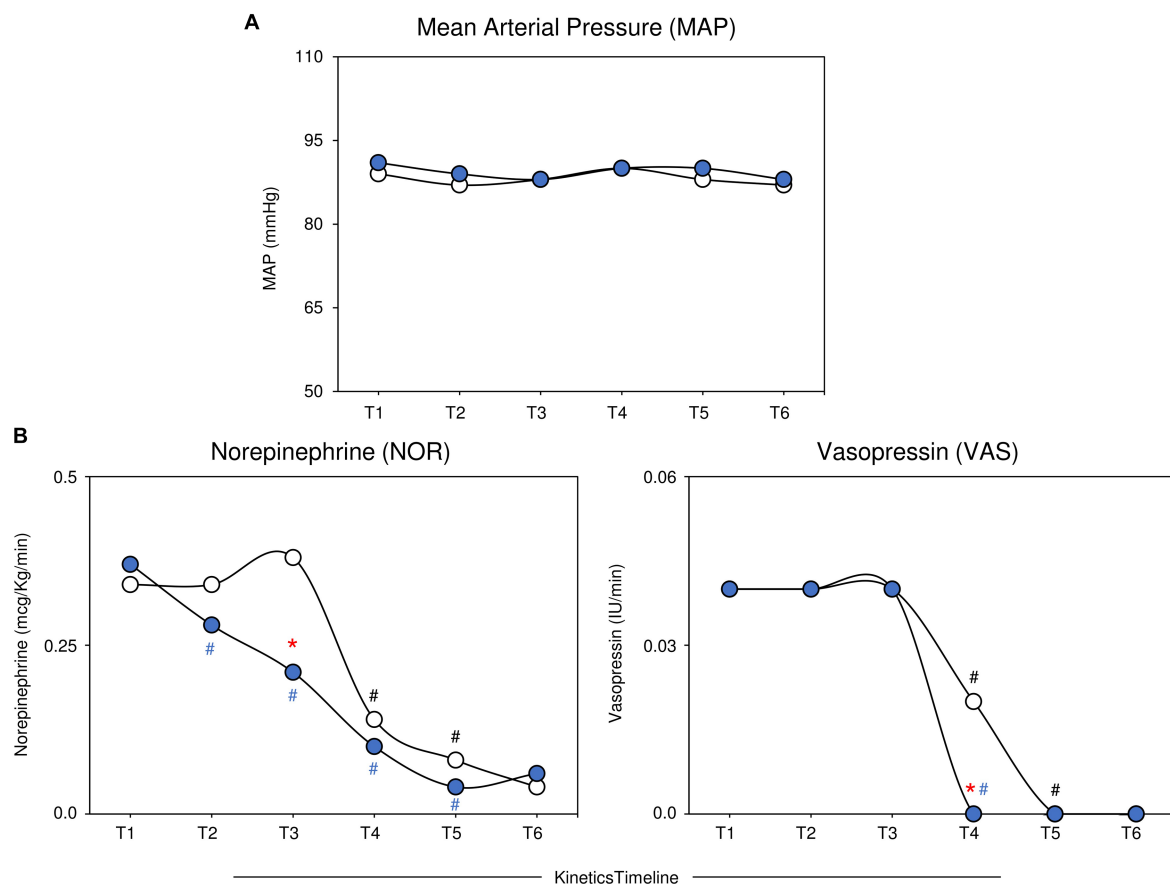 A
Mean Arterial Pressure (MAP)
110
95
80
65
50
MAP (mmHg)
T1 T2 T3 T4 T5 T6
B
Norepinephrine (NOR)
0.5
0.25
0.0
Norepinephrine (mcg/Kg/min)
*
# # # #
# #
T1 T2 T3 T4 T5 T6
Vasopressin (VAS)
0.06
0.03
0.0
Vasopressin (IU/min)
#
* # #
T1 T2 T3 T4 T5 T6
KineticsTimeline